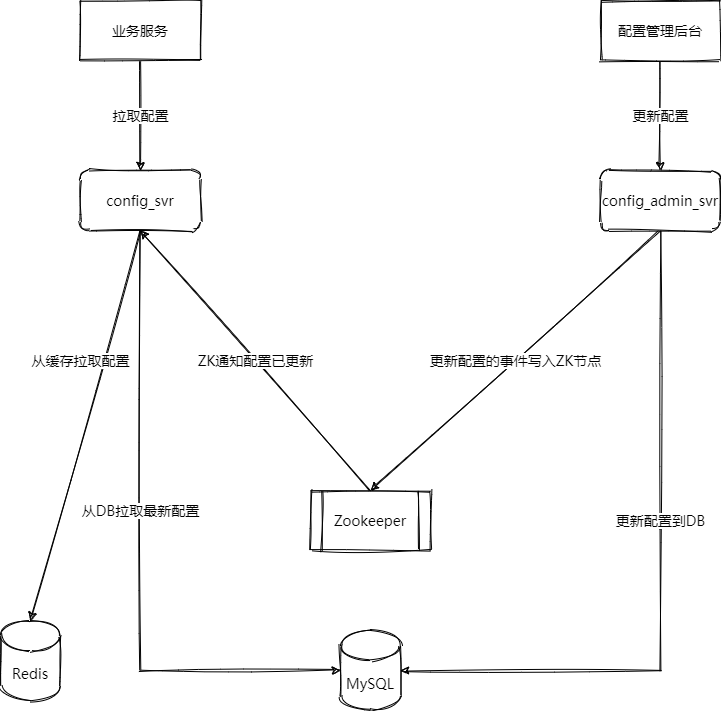 业务服务
配置管理后台
拉取配置
更新配置
config_svr
config_admin_svr
从缓存拉取配置
ZK通知配置已更新
更新配置的事件写入ZK节点
从DB拉取最新配置
Zookeeper
更新配置到DB
Redis
MySQL